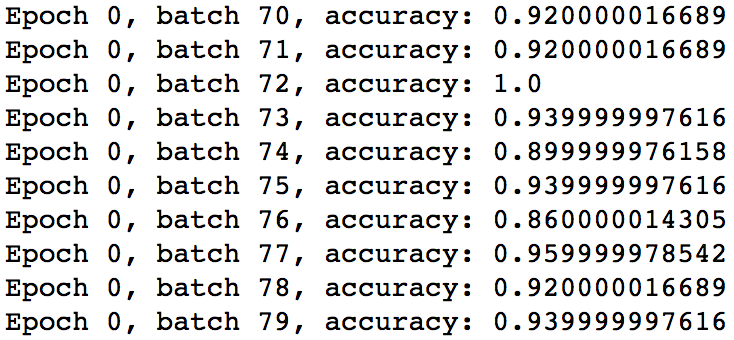 Epoch 0, batch 70, accuracy: 0.920000016689
Epoch 0, batch 71, accuracy: 0.920000016689
Epoch 0, batch 72, accuracy: 1.0
Epoch 0, batch 73, accuracy: 0.939999997616
Epoch 0, batch 74, accuracy: 0.899999976158
Epoch 0, batch 75, accuracy: 0.939999997616
Epoch 0, batch 76, accuracy: 0.860000014305
Epoch 0, batch 77, accuracy: 0.959999978542
Epoch 0, batch 78, accuracy: 0.920000016689
Epoch 0, batch 79, accuracy: 0.939999997616